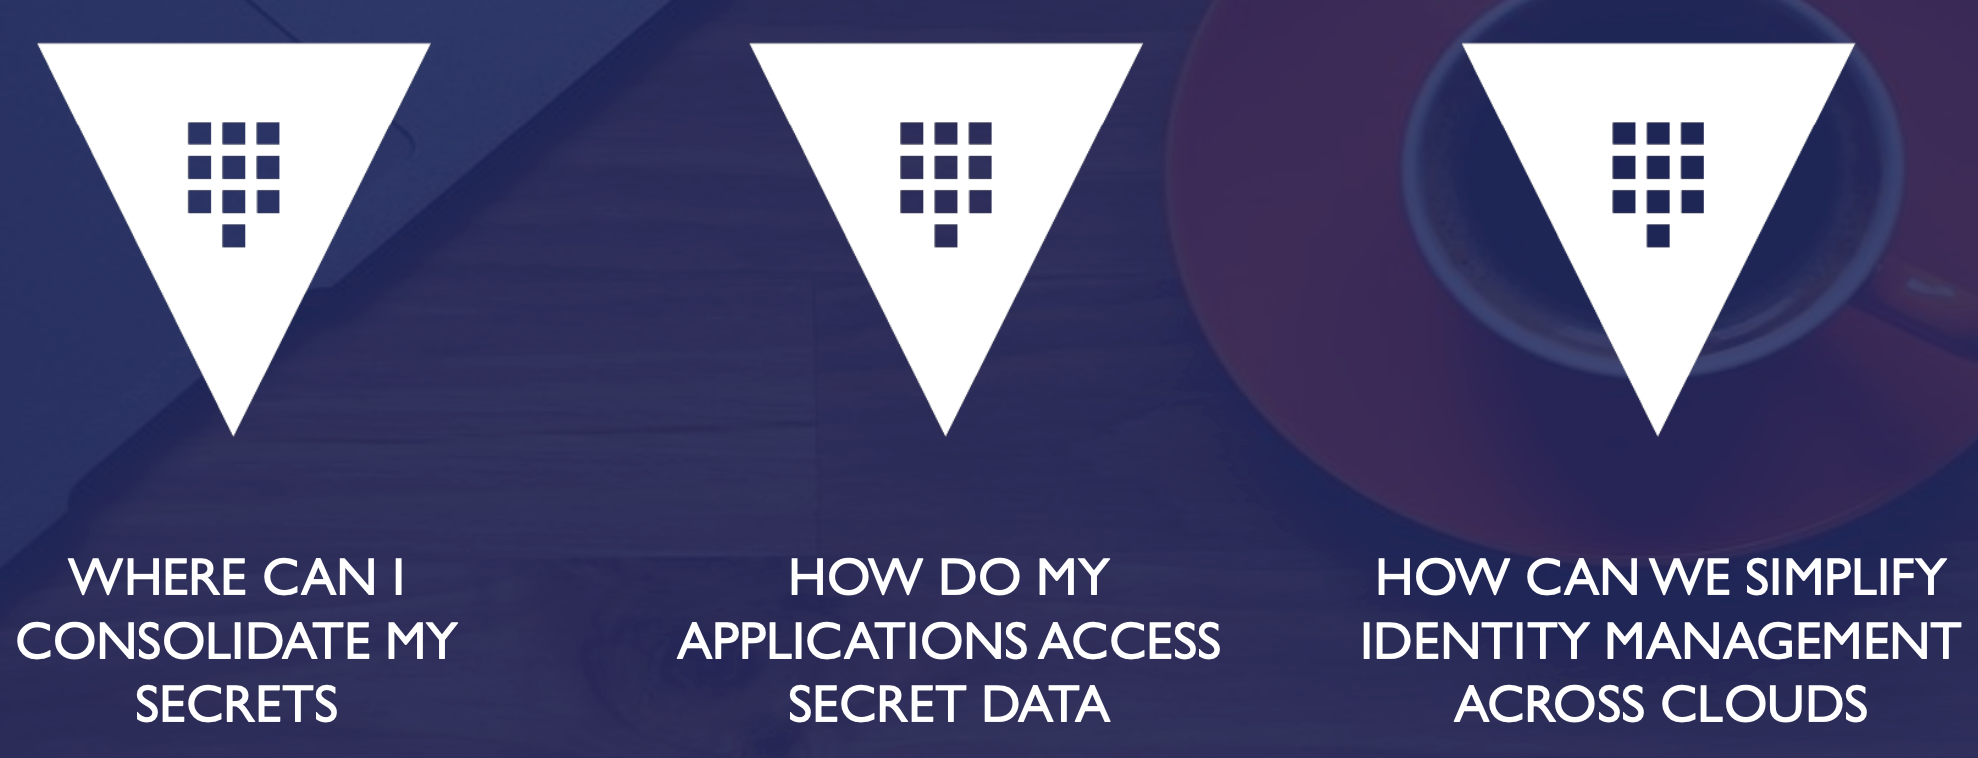 WHERE CAN I
CONSOLIDATE MY
SECRETS
HOW DO MY
APPLICATIONS ACCESS
SECRET DATA
HOW CAN WE SIMPLIFY
IDENTITY MANAGEMENT
ACROSS CLOUDS